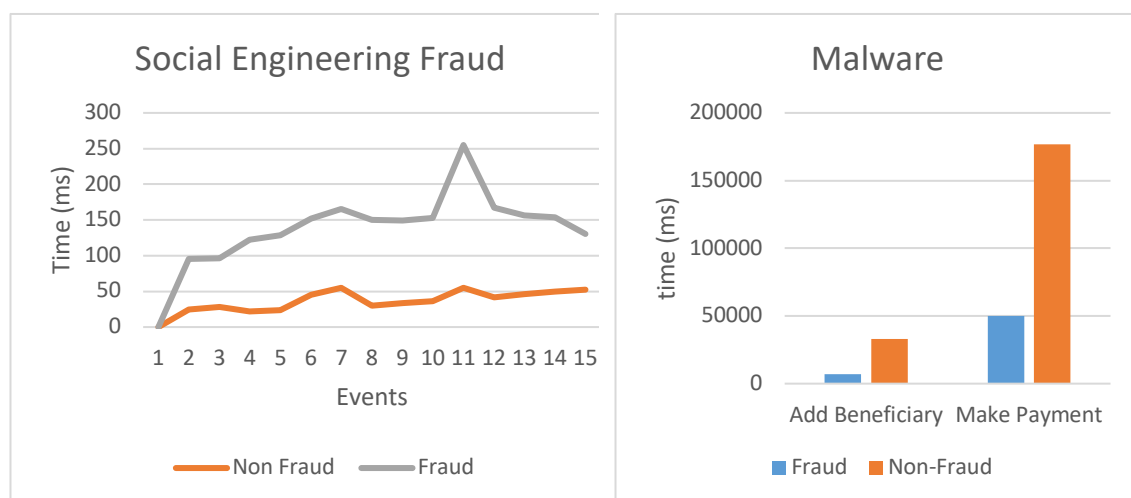 Social Engineering Fraud
300
250
200
150
100
50
0
Time (ms)
1 2 3 4 5 6 7 8 9 10 11 12 13 14 15
Events
Non Fraud Fraud
Malware
200000
150000
100000
50000
0
time (ms)
Add Beneficiary Make Payment
Fraud Non-Fraud